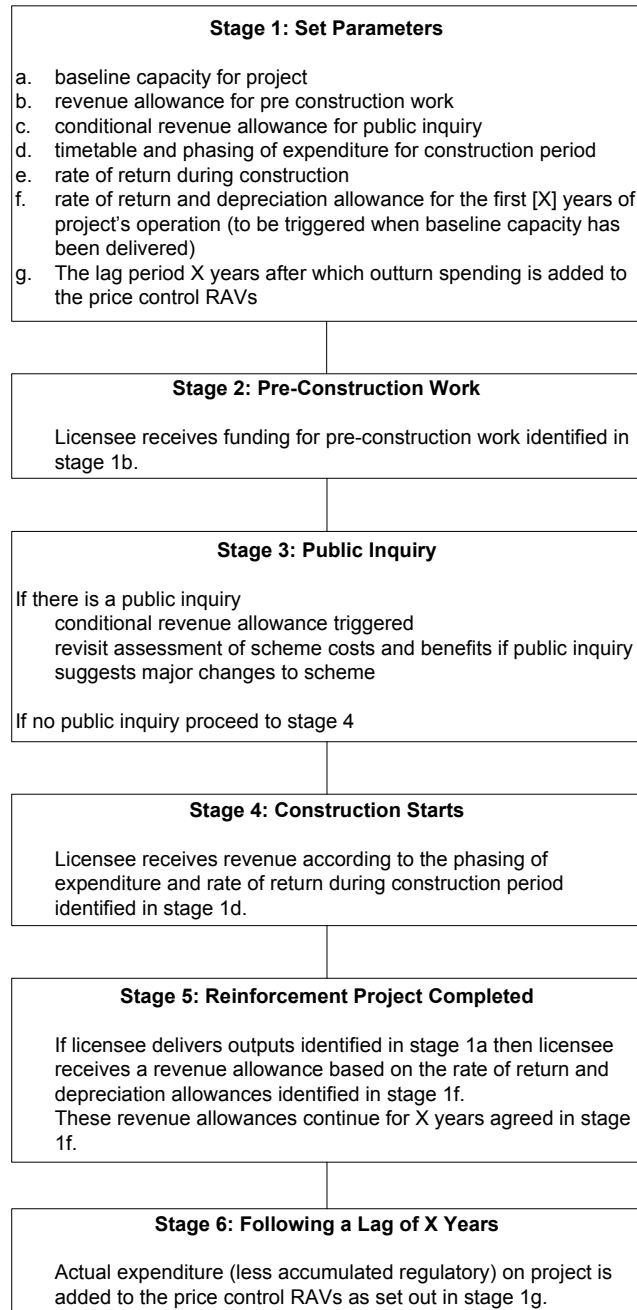 Stage 1: Set Parameters
a. baseline capacity for project
b. revenue allowance for pre construction work
c. conditional revenue allowance for public inquiry
d. timetable and phasing of expenditure for construction period
e. rate of return during construction
f. rate of return and depreciation allowance for the first [X] years of
project's operation (to be triggered when baseline capacity has
been delivered)
g. The lag period X years after which outturn spending is added to
the price control RAVs
Stage 2: Pre-Construction Work
Licensee receives funding for pre-construction work identified in
stage 1b.
Stage 3: Public Inquiry
If there is a public inquiry
conditional revenue allowance triggered
revisit assessment of scheme costs and benefits if public inquiry
suggests major changes to scheme
If no public inquiry proceed to stage 4
Stage 4: Construction Starts
Licensee receives revenue according to the phasing of
expenditure and rate of return during construction period
identified in stage 1d.
Stage 5: Reinforcement Project Completed
If licensee delivers outputs identified in stage 1a then licensee
receives a revenue allowance based on the rate of return and
depreciation allowances identified in stage 1f.
These revenue allowances continue for X years agreed in stage
1f.
Stage 6: Following a Lag of X Years
Actual expenditure (less accumulated regulatory) on project is
added to the price control RAVs as set out in stage 1g.